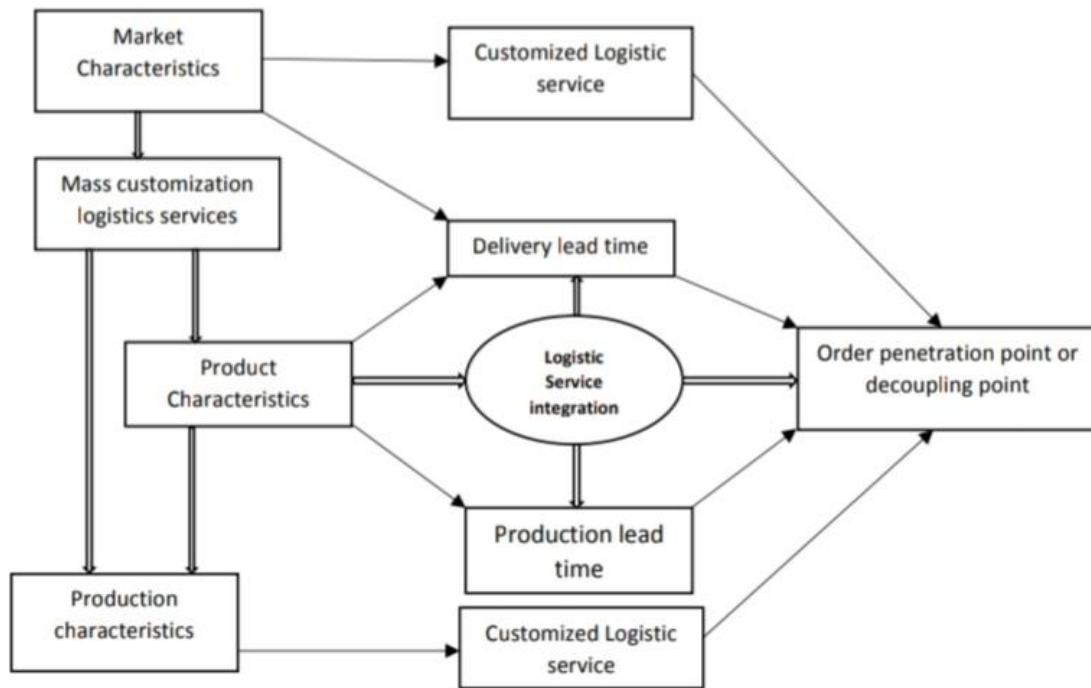 Market
Characteristics
Customized Logistic
service
Mass customization
logistics services
Delivery lead time
Product
Characteristics
Logistic
Service
integration
Order penetration point or
decoupling point
Production lead
time
Production
characteristics
Customized Logistic
service